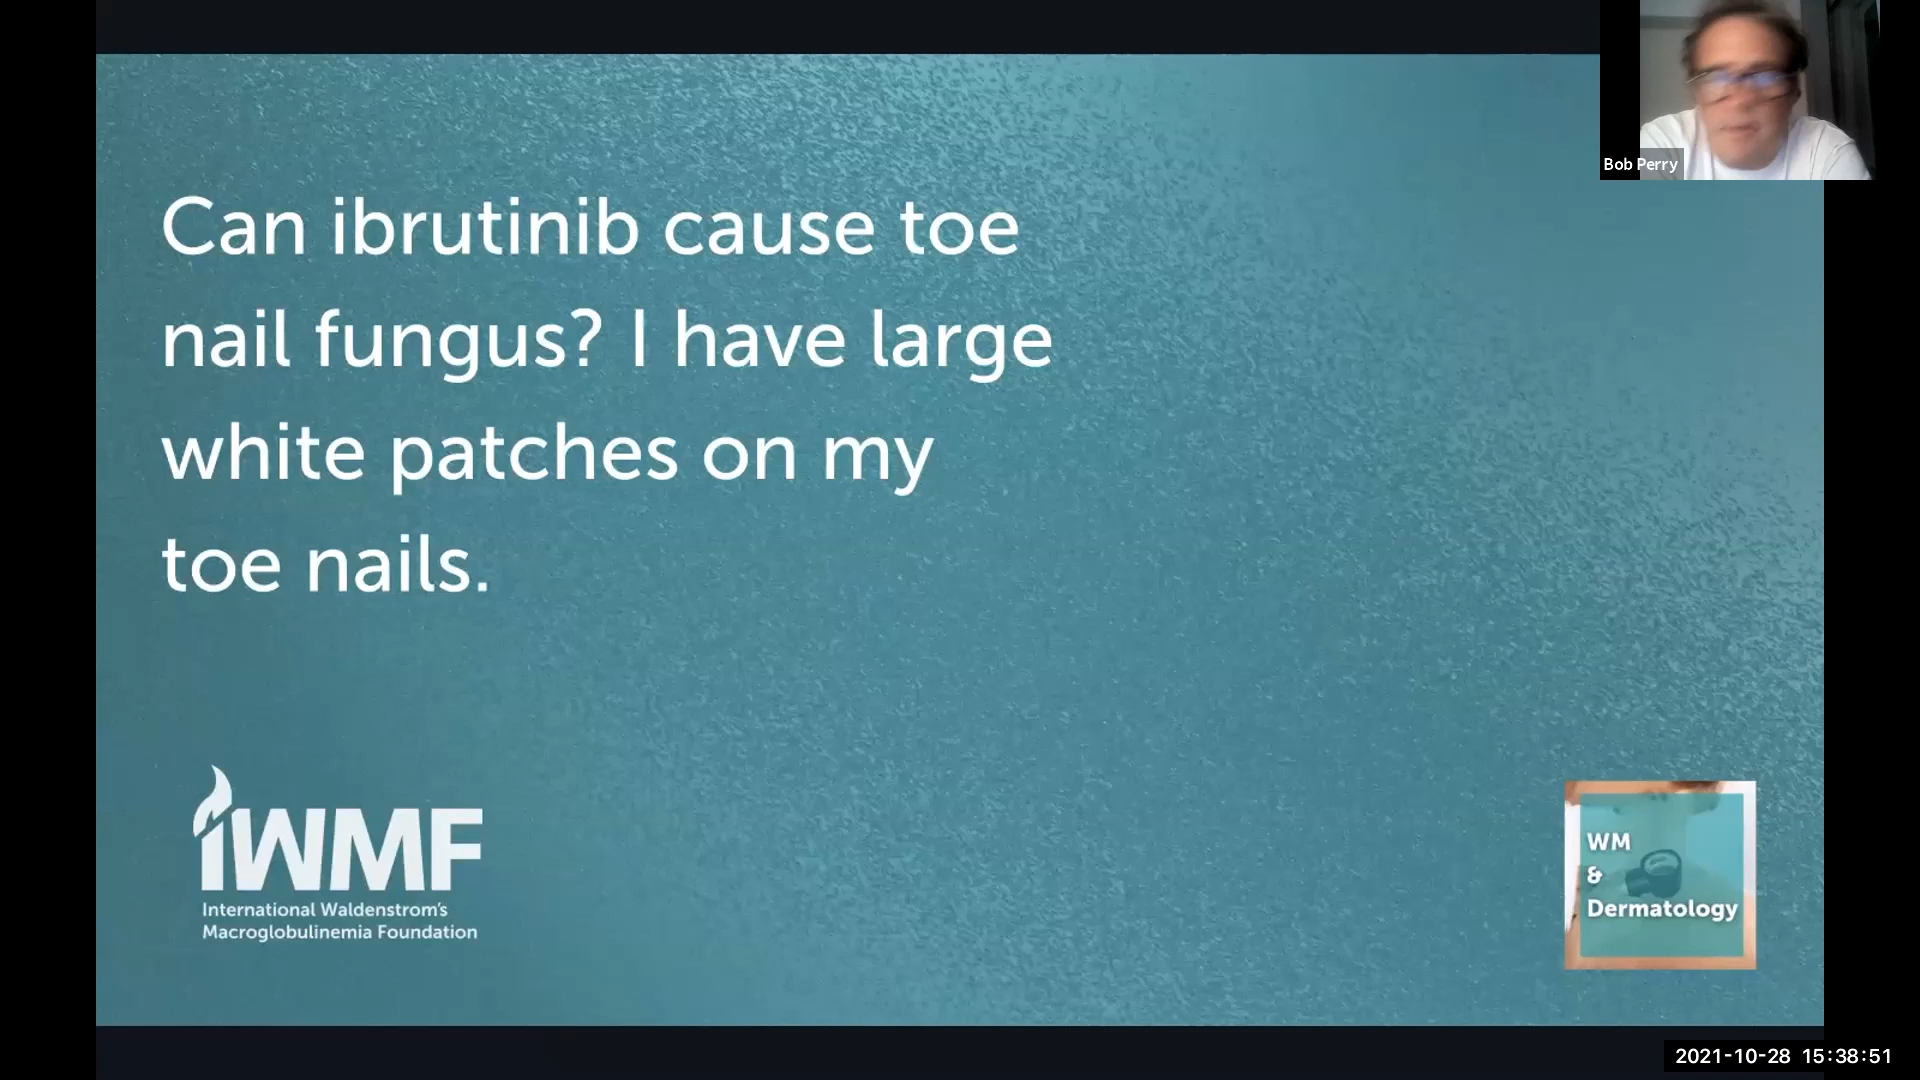 Bob Perry
Can ibrutinib cause toe
nail fungus? I have large
white patches on my
toe nails.
IWMF
International Waldenstrom's
Macroglobulinemia Foundation
WM
&
Dermatology
2021-10-28 15:38:51